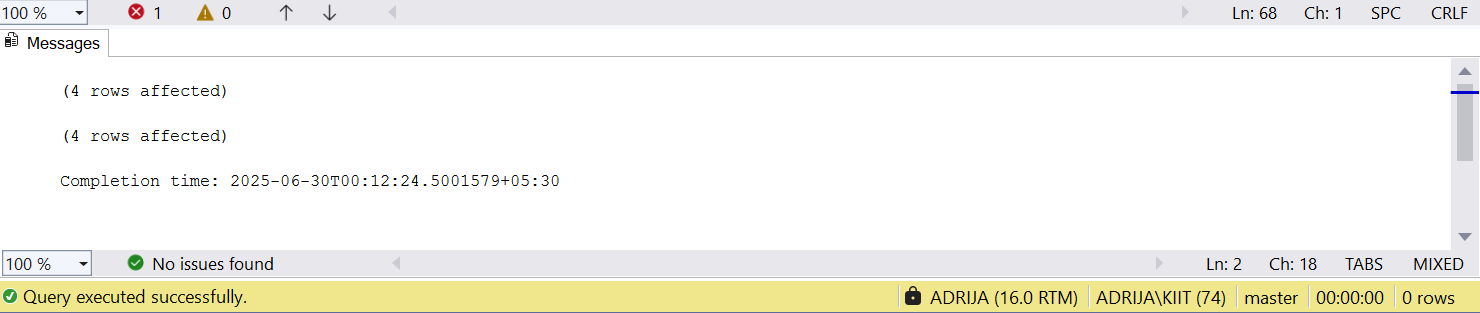 100 % 1 0 Ln: 68 Ch: 1 SPC CRLF
Messages
(4 rows affected)
(4 rows affected)
Completion time: 2025-06-30T00:12:24.5001579+05:30
100 % No issues found Ln: 2 Ch: 18 TABS MIXED
Query executed successfully. ADRIJA (16.0 RTM) ADRIJA\KIIT (74) master 00:00:00 0 rows